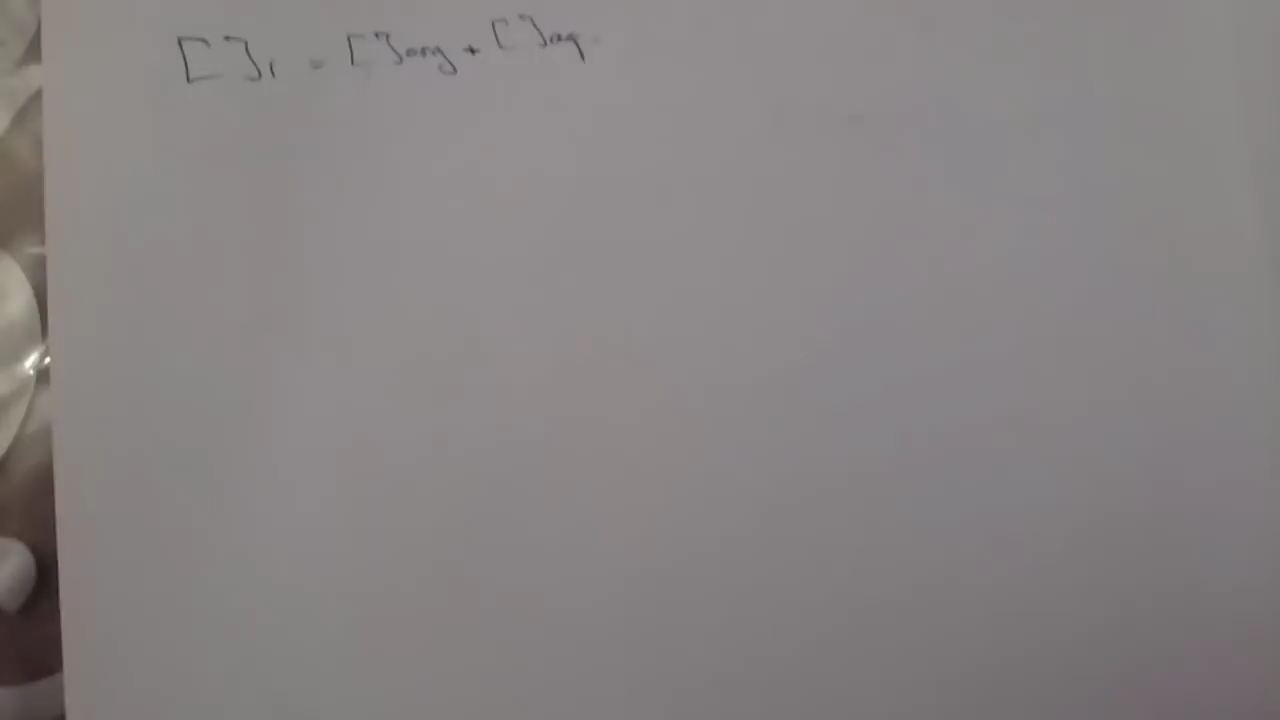 [ ]i = [ ]org + [ ]aq.